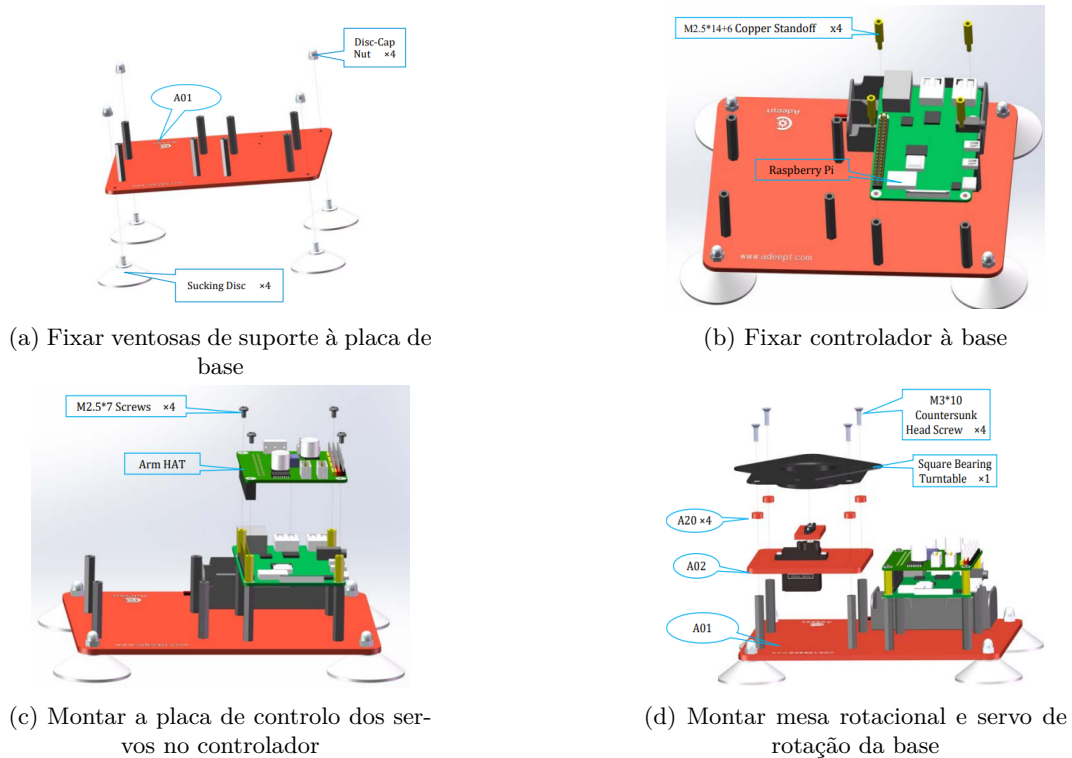 Disc-Cap
Nut ×4
A01
Sucking Disc ×4
(a) Fixar ventosas de suporte à placa de
base
M2.5*14+6 Copper Standoff x4
Adeept
Raspberry Pi
www.adeept.com
(b) Fixar controlador à base
M2.5*7 Screws ×4
Arm HAT
(c) Montar a placa de controlo dos ser-
vos no controlador
M3*10
Countersunk
Head Screw ×4
Square Bearing
Turntable ×1
A20 ×4
A02
A01
(d) Montar mesa rotacional e servo de
rotação da base